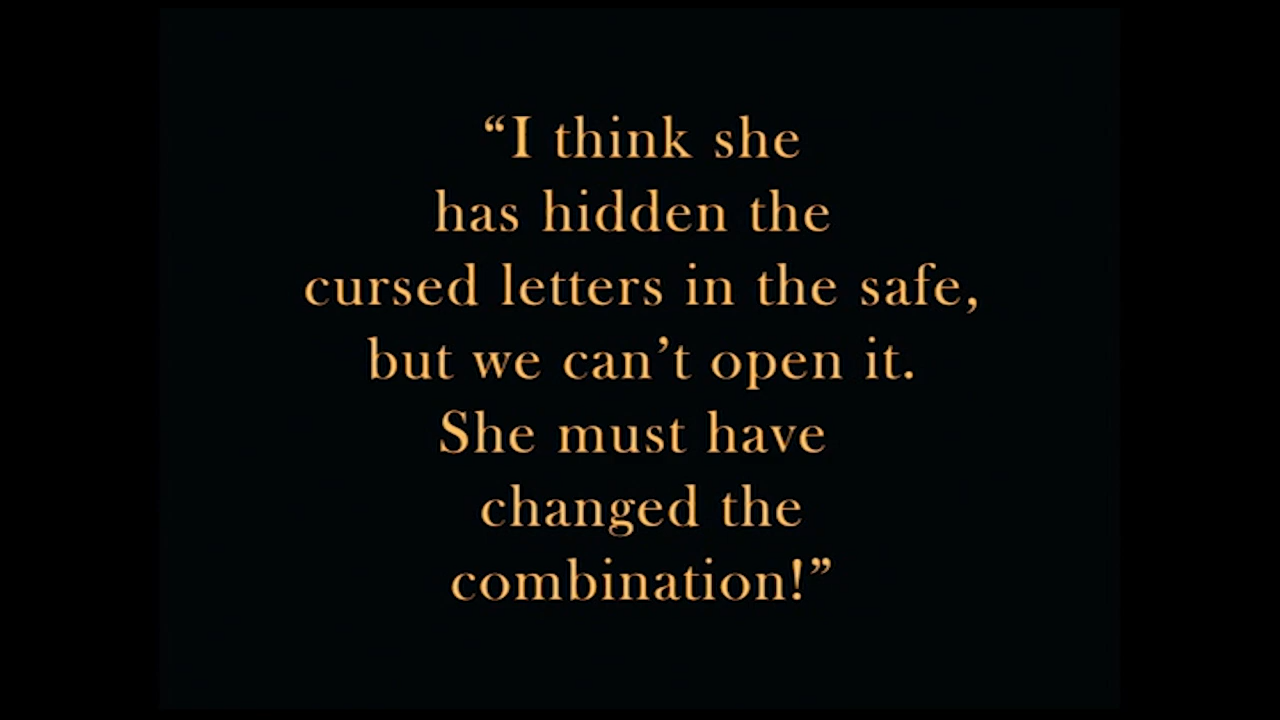 “I think she
has hidden the
cursed letters in the safe,
but we can’t open it.
She must have
changed the
combination!”